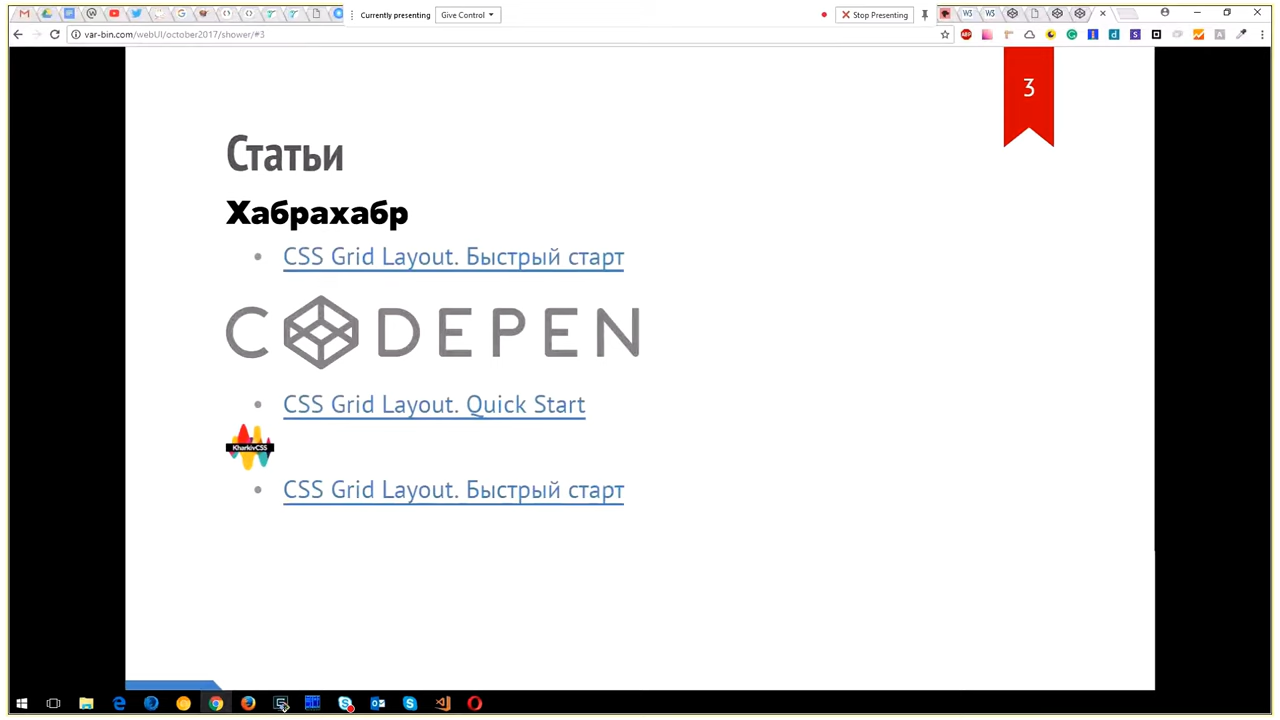 Currently presenting
Give Control
Stop Presenting
var-bin.com/webUI/october2017/shower/#3
3
Статьи
Хабрахабр
CSS Grid Layout. Быстрый старт
CODEPEN
CSS Grid Layout. Quick Start
KharkivCSS
CSS Grid Layout. Быстрый старт